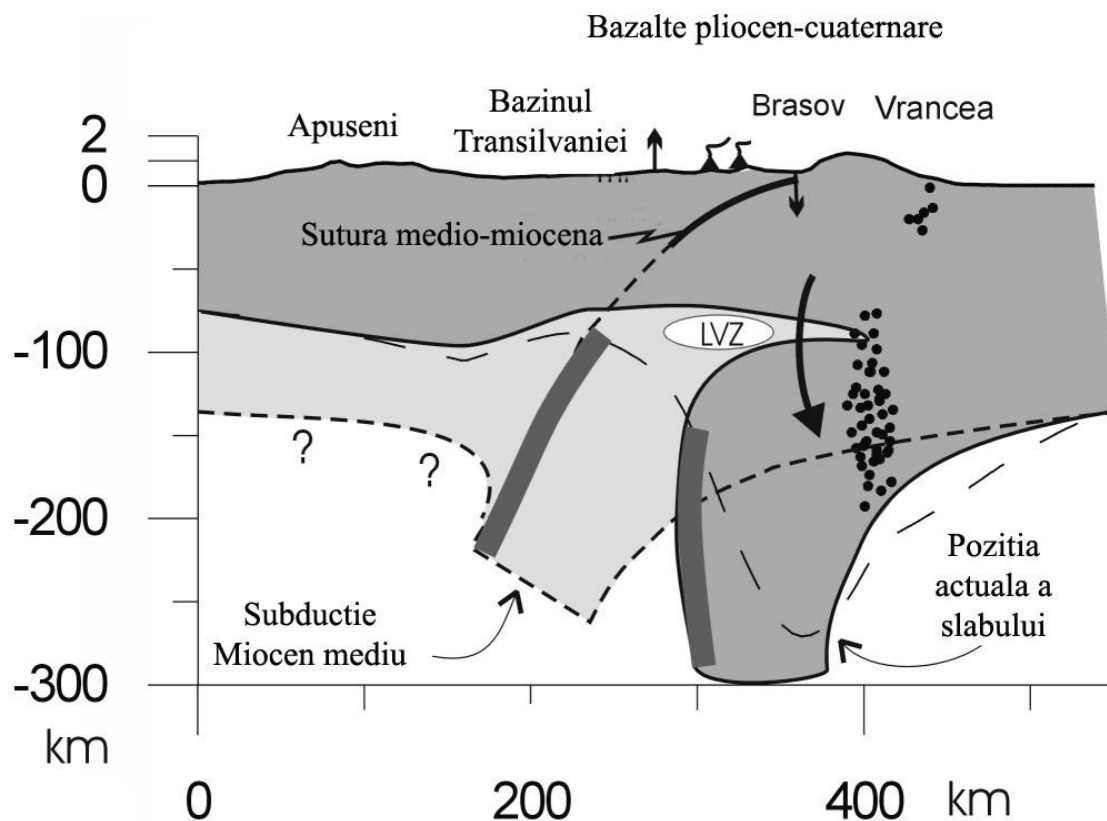 Bazalte pliocen-cuaternare
Apuseni
Bazinul
Transilvaniei
Brasov
Vrancea
2
0
Sutura medio-miocena
LVZ
-100
?
?
-200
Subductie
Miocen mediu
Pozitia
actuala a
slabului
-300
km
0
200
400
km